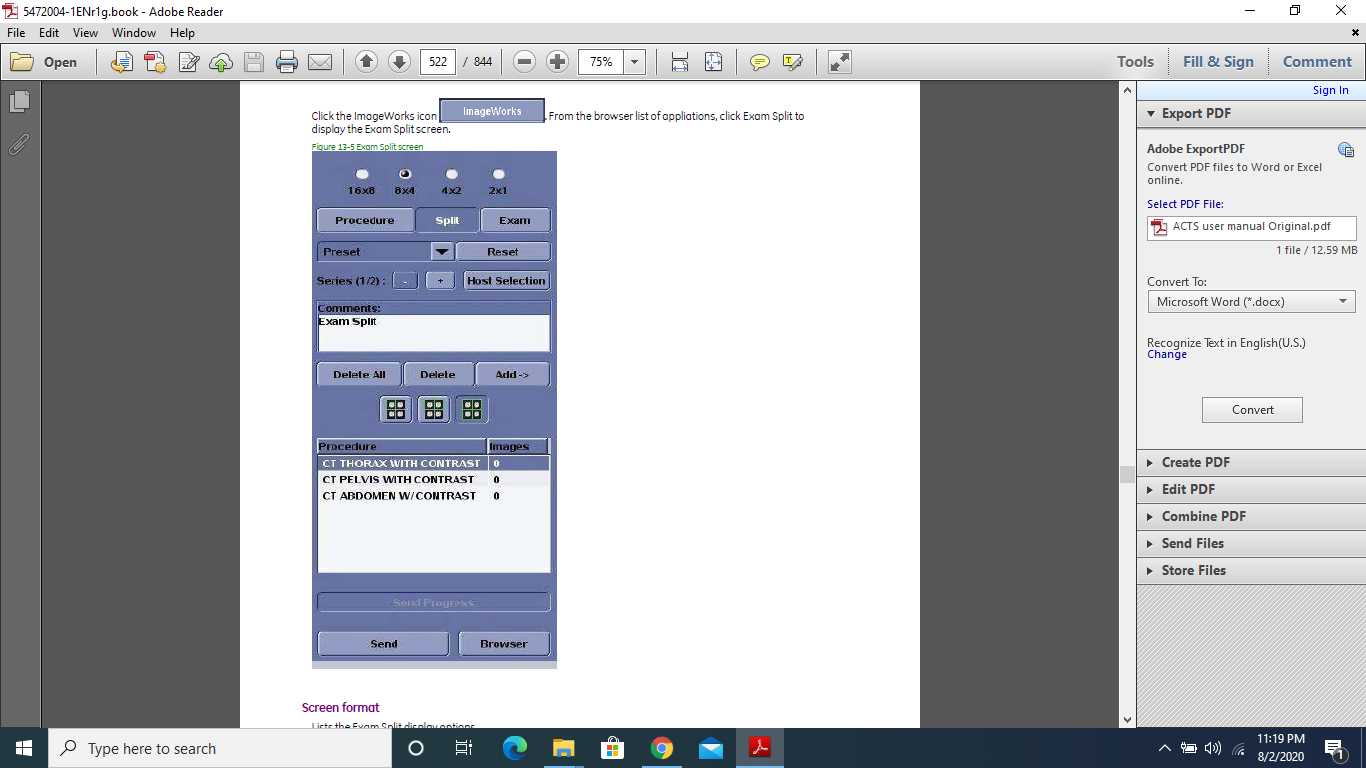 5472004-1ENr1g.book - Adobe Reader
File Edit View Window Help
Open 522 / 844 75% Tools Fill & Sign Comment
Sign In
Click the ImageWorks icon ImageWorks . From the browser list of appliations, click Exam Split to
display the Exam Split screen.
Figure 13-5 Exam Split screen
16x8 8x4 4x2 2x1
Procedure Split Exam
Preset Reset
Series (1/2) : - + Host Selection
Comments:
Exam Split
Delete All Delete Add ->
Procedure Images
CT THORAX WITH CONTRAST 0
CT PELVIS WITH CONTRAST 0
CT ABDOMEN W/ CONTRAST 0
Send Progress
Send Browser
Screen format
Lists the Exam Split display options
Export PDF
Adobe ExportPDF
Convert PDF files to Word or Excel
online.
Select PDF File:
ACTS user manual Original.pdf
1 file / 12.59 MB
Convert To:
Microsoft Word (*.docx)
Recognize Text in English(U.S.)
Change
Convert
Create PDF
Edit PDF
Combine PDF
Send Files
Store Files
Type here to search
11:19 PM
8/2/2020
1